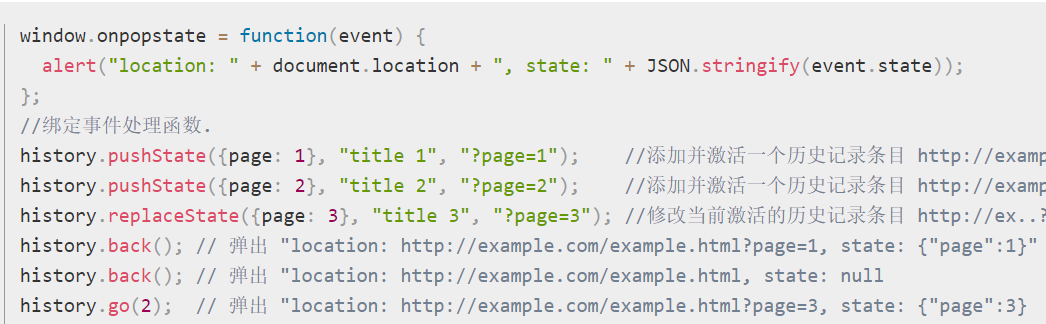 window.onpopstate = function(event) {
  alert("location: " + document.location + ", state: " + JSON.stringify(event.state));
};
//绑定事件处理函数.
history.pushState({page: 1}, "title 1", "?page=1");    //添加并激活一个历史记录条目 http://examp
history.pushState({page: 2}, "title 2", "?page=2");    //添加并激活一个历史记录条目 http://examp
history.replaceState({page: 3}, "title 3", "?page=3"); //修改当前激活的历史记录条目 http://ex..?
history.back(); // 弹出 "location: http://example.com/example.html?page=1, state: {"page":1}"
history.back(); // 弹出 "location: http://example.com/example.html, state: null
history.go(2);  // 弹出 "location: http://example.com/example.html?page=3, state: {"page":3}